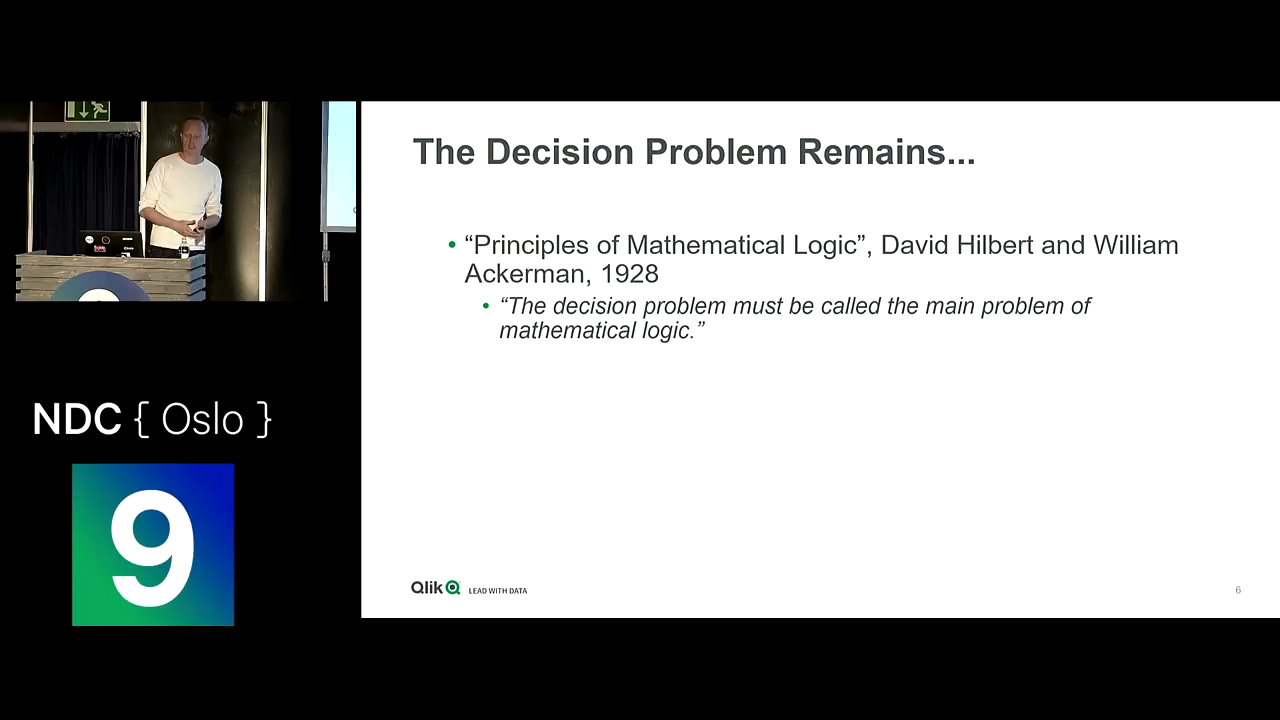 The Decision Problem Remains...
• “Principles of Mathematical Logic”, David Hilbert and William
Ackerman, 1928
• “The decision problem must be called the main problem of
mathematical logic.”
NDC { Oslo }
9
Qlik LEAD WITH DATA
6